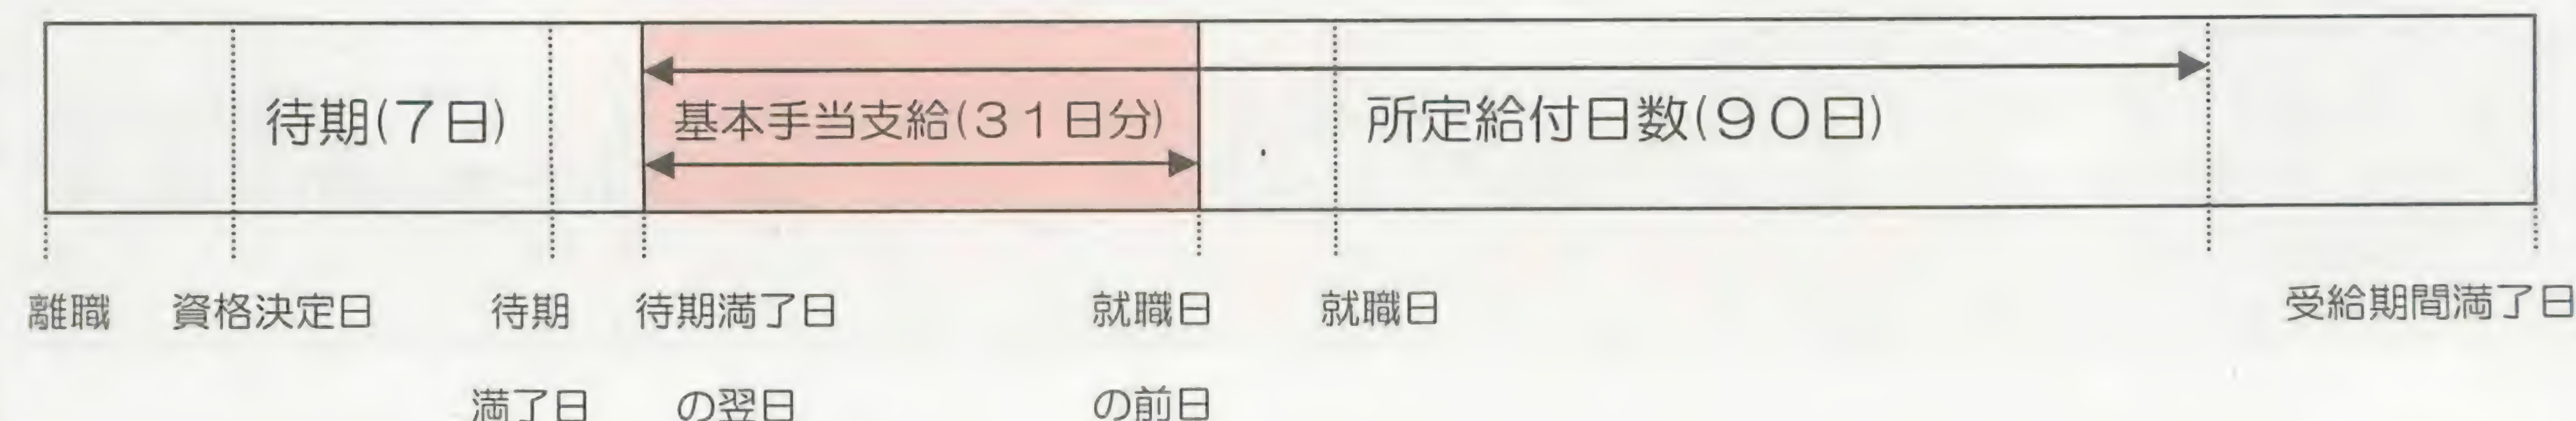 待期(7日)
基本手当支給(31日分)
所定給付日数(90日)
離職
資格決定日
待期
満了日
待期満了日
の翌日
就職日
の前日
就職日
受給期間満了日